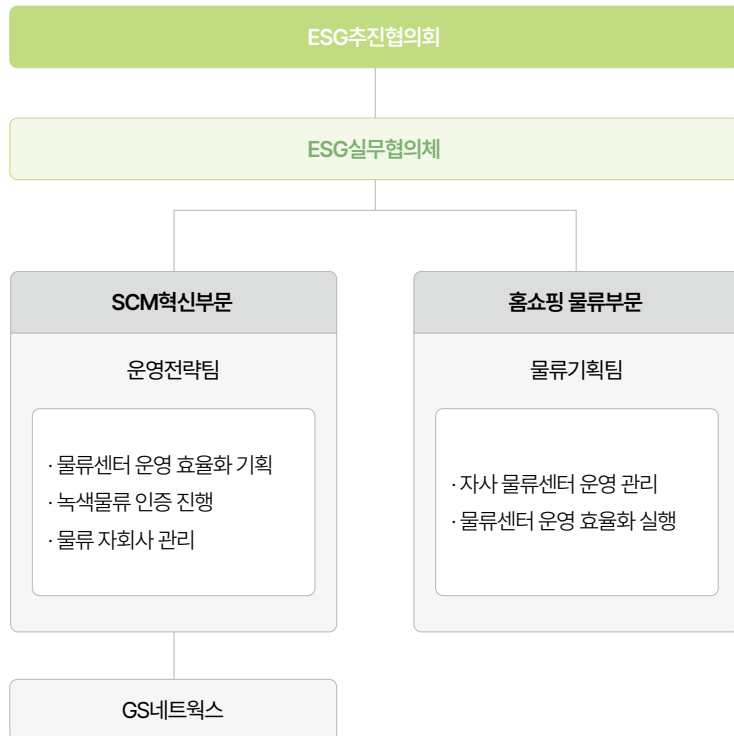 ESG추진협의회
ESG실무협의체
SCM혁신부문
운영전략팀
· 물류센터 운영 효율화 기획
· 녹색물류 인증 진행
· 물류 자회사 관리
홈쇼핑 물류부문
물류기획팀
· 자사 물류센터 운영 관리
· 물류센터 운영 효율화 실행
GS네트웍스